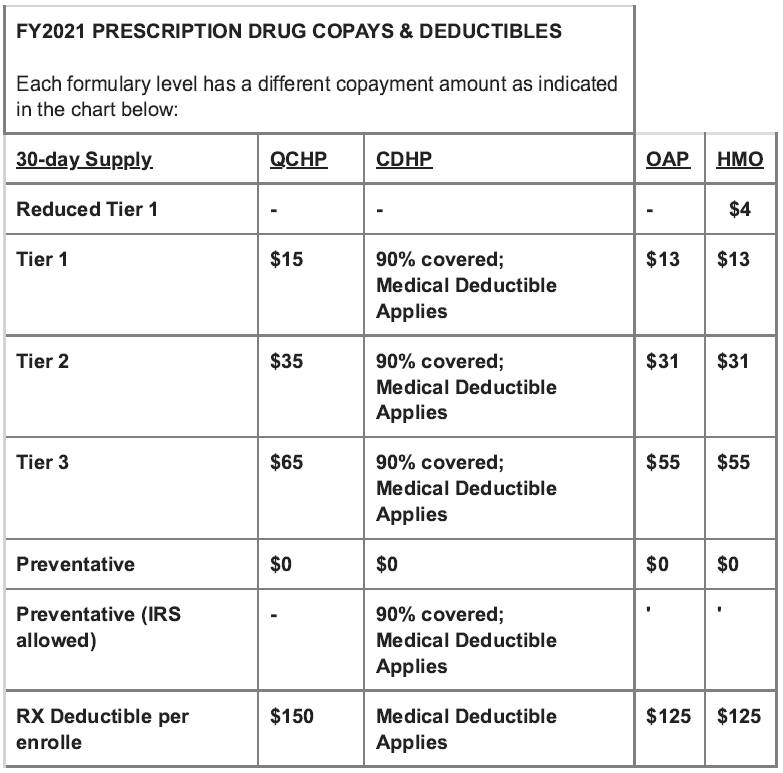 FY2021 PRESCRIPTION DRUG COPAYS & DEDUCTIBLES
Each formulary level has a different copayment amount as indicated
in the chart below:
30-day Supply QCHP CDHP OAP HMO
Reduced Tier 1 - - - $4
Tier 1 $15 90% covered; $13 $13
Medical Deductible
Applies
Tier 2 $35 90% covered; $31 $31
Medical Deductible
Applies
Tier 3 $65 90% covered; $55 $55
Medical Deductible
Applies
Preventative $0 $0 $0 $0
Preventative (IRS - 90% covered; ' '
allowed) Medical Deductible
Applies
RX Deductible per $150 Medical Deductible $125 $125
enrolle Applies